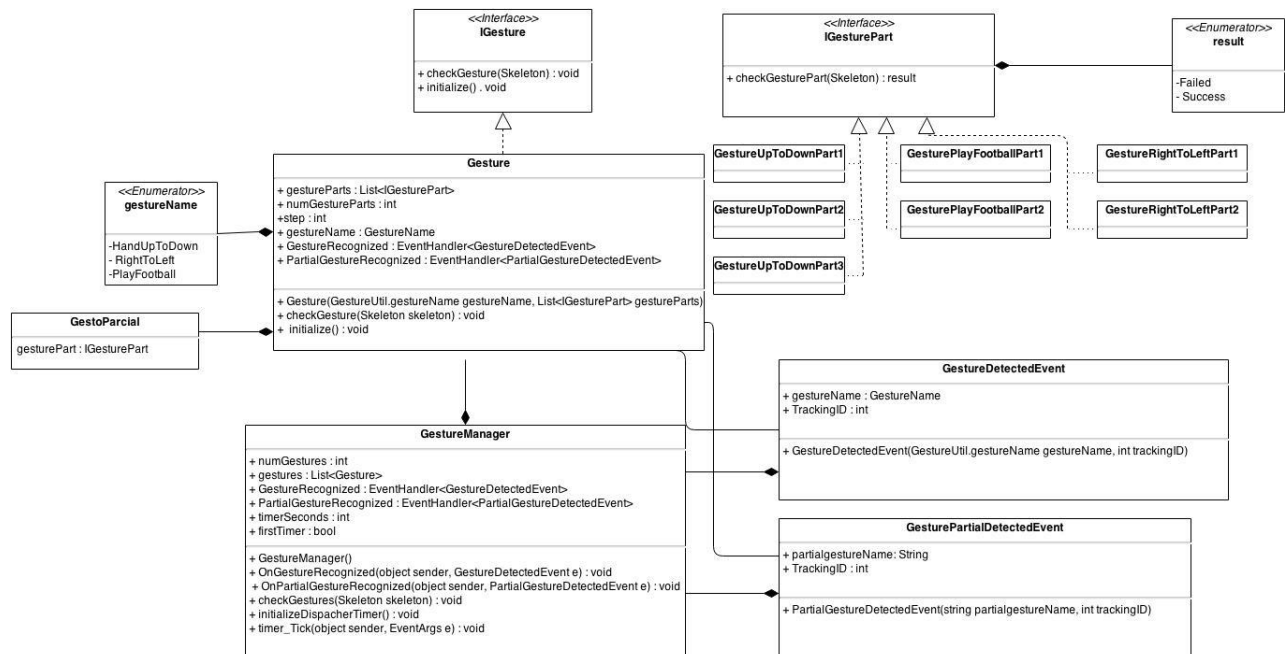 <<Interface>>
IGesture
+ checkGesture(Skeleton) : void
+ initialize() . void
<<Interface>>
IGesturePart
+ checkGesturePart(Skeleton) : result
<<Enumerator>>
result
-Failed
- Success
GestureUpToDownPart1
GesturePlayFootballPart1
GestureRightToLeftPart1
GestureUpToDownPart2
GesturePlayFootballPart2
GestureRightToLeftPart2
GestureUpToDownPart3
Gesture
+ gestureParts : List<IGesturePart>
+ numGestureParts : int
+step : int
+ gestureName : GestureName
+ GestureRecognized : EventHandler<GestureDetectedEvent>
+ PartialGestureRecognized : EventHandler<PartialGestureDetectedEvent>
+ Gesture(GestureUtil.gestureName gestureName, List<IGesturePart> gestureParts)
+ checkGesture(Skeleton skeleton) : void
+ initialize() : void
<<Enumerator>>
gestureName
-HandUpToDown
- RightToLeft
-PlayFootball
GestoParcial
gesturePart : IGesturePart
GestureManager
+ numGestures : int
+ gestures : List<Gesture>
+ GestureRecognized : EventHandler<GestureDetectedEvent>
+ PartialGestureRecognized : EventHandler<PartialGestureDetectedEvent>
+ timerSeconds : int
+ firstTimer : bool
+ GestureManager()
+ OnGestureRecognized(object sender, GestureDetectedEvent e) : void
+ OnPartialGestureRecognized(object sender, PartialGestureDetectedEvent e) : void
+ checkGestures(Skeleton skeleton) : void
+ initializeDispacherTimer() : void
+ timer_Tick(object sender, EventArgs e) : void
GestureDetectedEvent
+ gestureName : GestureName
+ TrackingID : int
+ GestureDetectedEvent(GestureUtil.gestureName gestureName, int trackingID)
GesturePartialDetectedEvent
+ partialgestureName: String
+ TrackingID : int
+ PartialGestureDetectedEvent(string partialgestureName, int trackingID)